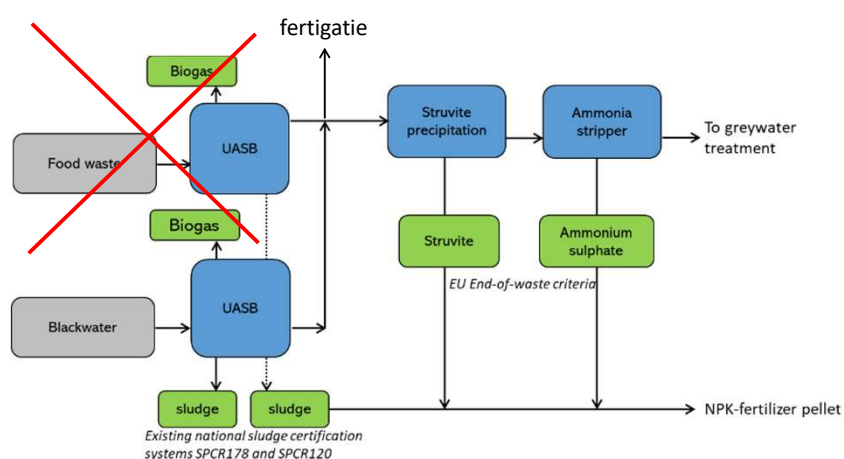 fertigatie
Biogas
Food waste
UASB
Struvite
precipitation
Ammonia
stripper
To greywater
treatment
Biogas
Struvite
Ammonium
sulphate
EU End-of-waste criteria
Blackwater
UASB
sludge
sludge
NPK-fertilizer pellet
Existing national sludge certification
systems SPCR178 and SPCR120